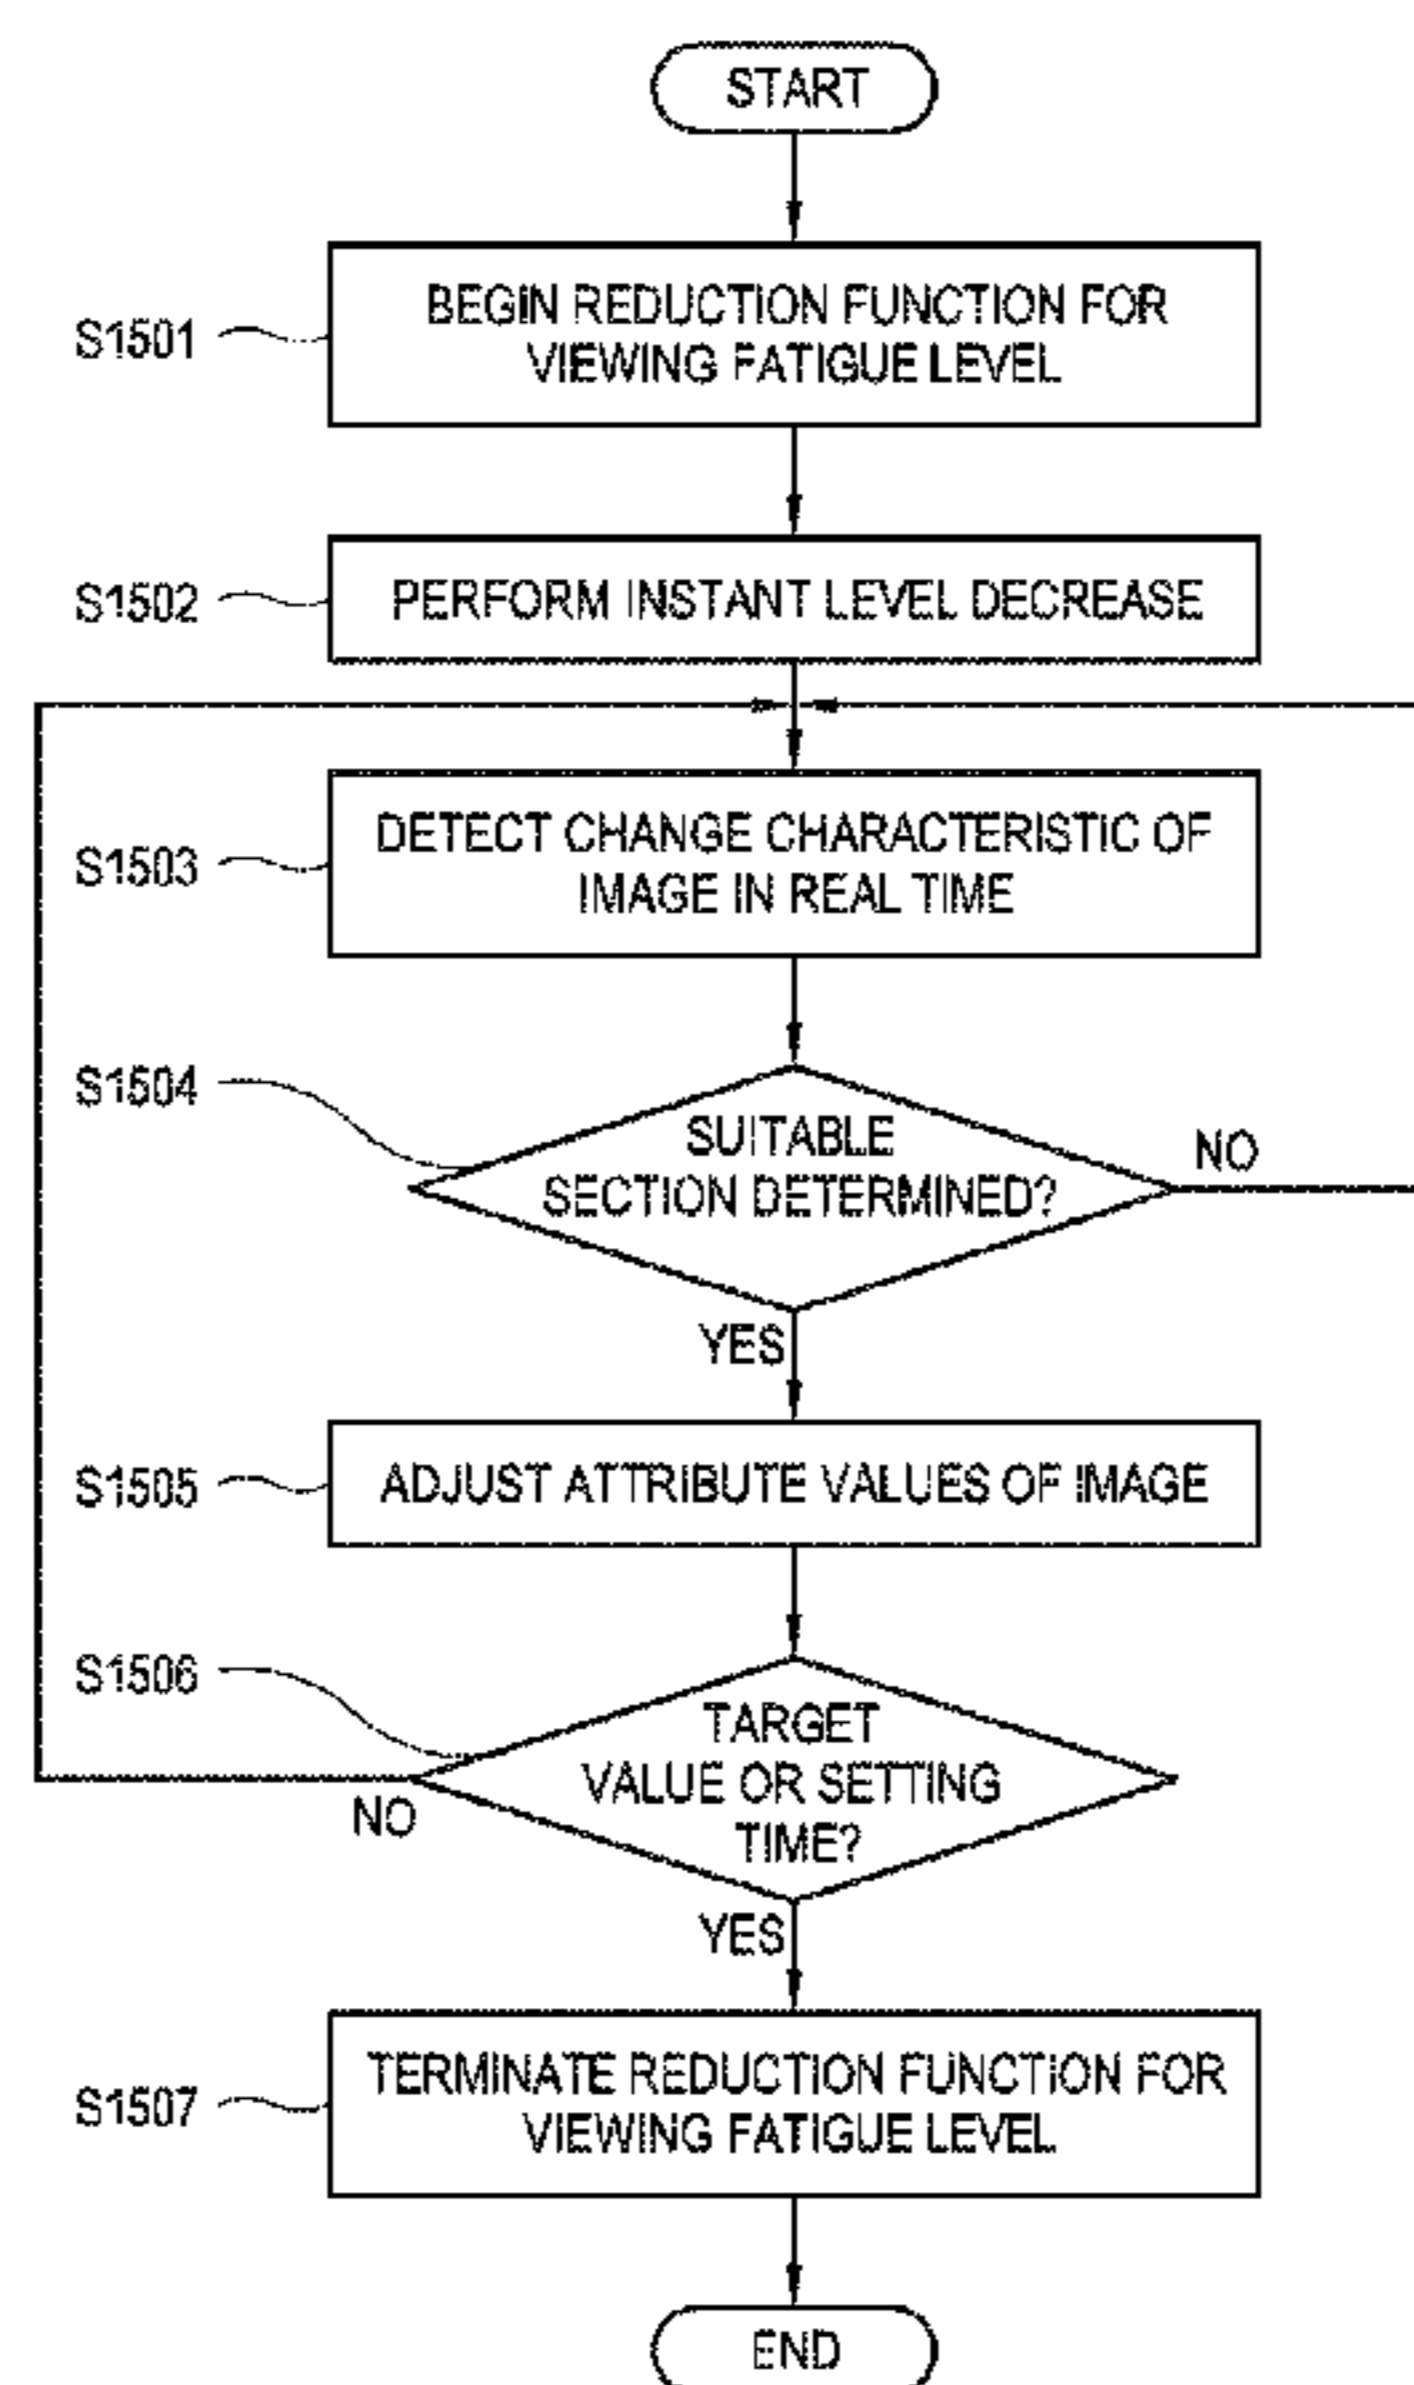 START
S1501
BEGIN REDUCTION FUNCTION FOR
VIEWING FATIGUE LEVEL
S1502
PERFORM INSTANT LEVEL DECREASE
S1503
DETECT CHANGE CHARACTERISTIC OF
IMAGE IN REAL TIME
S1504
SUITABLE
SECTION DETERMINED?
NO
YES
S1505
ADJUST ATTRIBUTE VALUES OF IMAGE
S1506
TARGET
VALUE OR SETTING
TIME?
NO
YES
S1507
TERMINATE REDUCTION FUNCTION FOR
VIEWING FATIGUE LEVEL
END